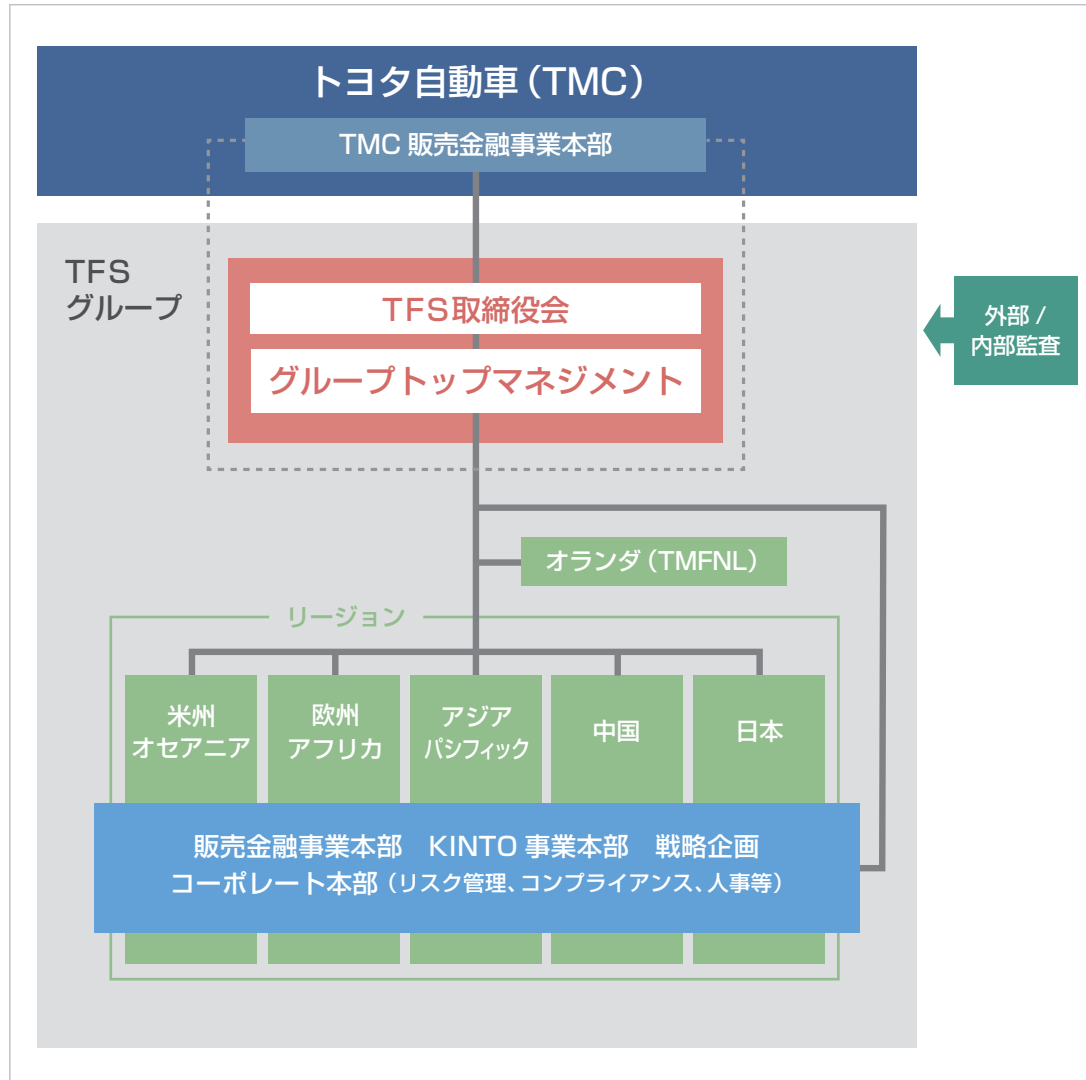 トヨタ自動車（TMC）
TMC 販売金融事業本部
TFS
グループ
TFS取締役会
グループトップマネジメント
外部 /
内部監査
オランダ（TMFNL）
リージョン
米州
オセアニア
欧州
アフリカ
アジア
パシフィック
中国
日本
販売金融事業本部　KINTO 事業本部　戦略企画
コーポレート本部（リスク管理、コンプライアンス、人事等）